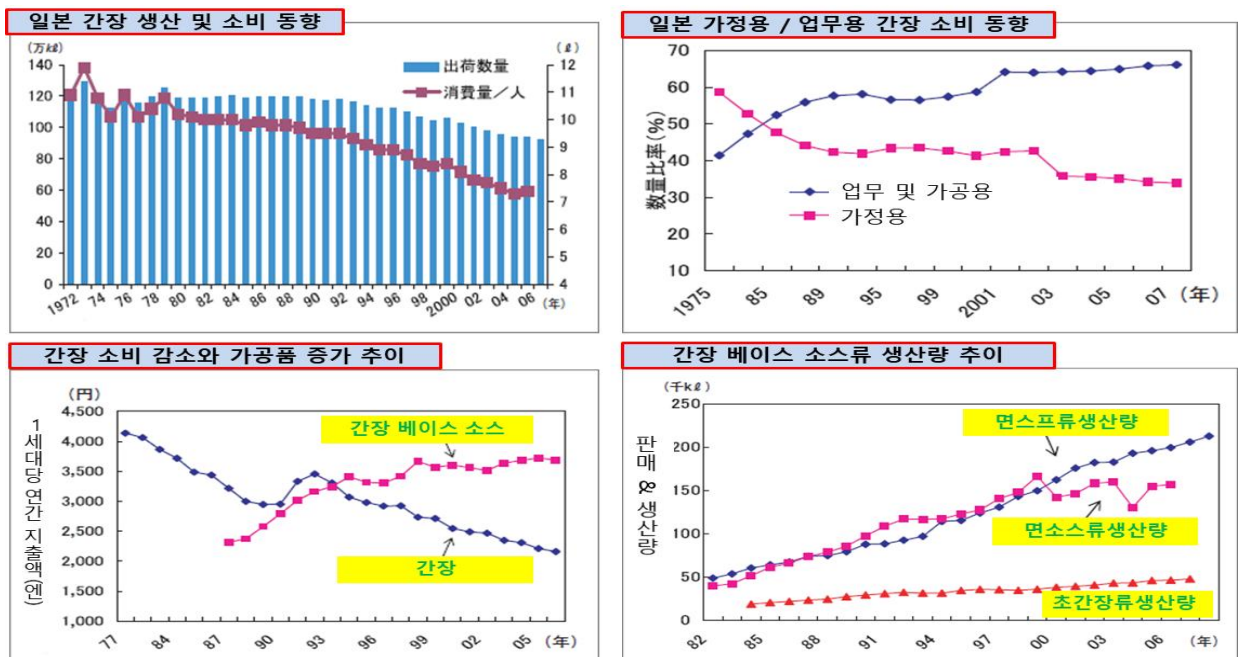 일본 간장 생산 및 소비 동향
(万kℓ)
(ℓ)
140
120
100
80
60
40
20
0
12
11
10
9
8
7
6
5
4
出荷数量
消費量／人
1972 74 76 78 80 82 84 86 88 90 92 94 96 98 2000 02 04 06 (年)
일본 가정용 / 업무용 간장 소비 동향
数量比率(%)
70
60
50
40
30
20
10
업무 및 가공용
가정용
1975 85 89 95 99 2001 03 05 07 (年)
간장 소비 감소와 가공품 증가 추이
(円)
1세대당 연간 지출액(엔)
4,500
4,000
3,500
3,000
2,500
2,000
1,500
1,000
간장 베이스 소스
간장
77 84 87 90 93 96 99 02 05 (年)
간장 베이스 소스류 생산량 추이
(千kℓ)
판매 & 생산량
250
200
150
100
50
0
면스프류생산량
면소스류생산량
초간장류생산량
82 85 88 91 94 97 00 03 06 (年)